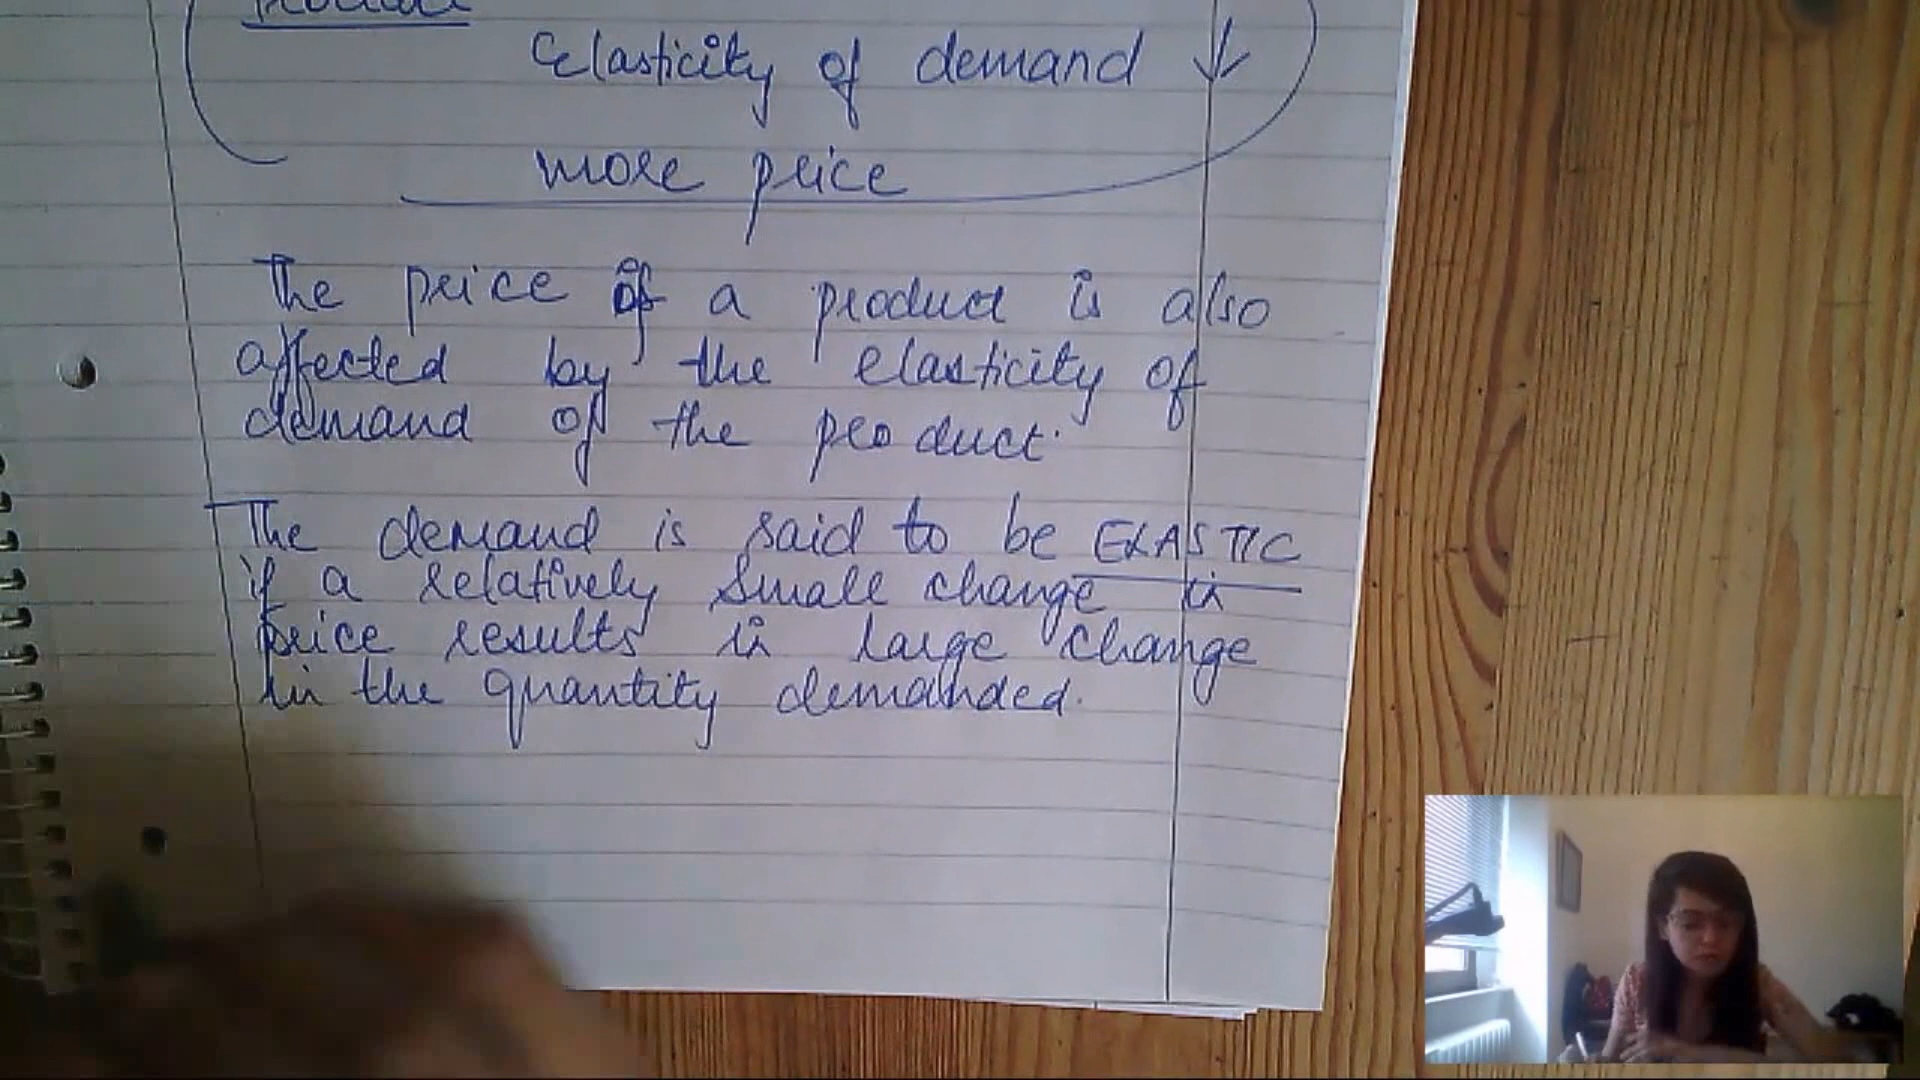 product
Elasticity of demand ↓
more price
The price of a product is also
affected by the elasticity of
demand of the product.
The demand is said to be ELASTIC
if a relatively small change in
price results in large change
in the quantity demanded.